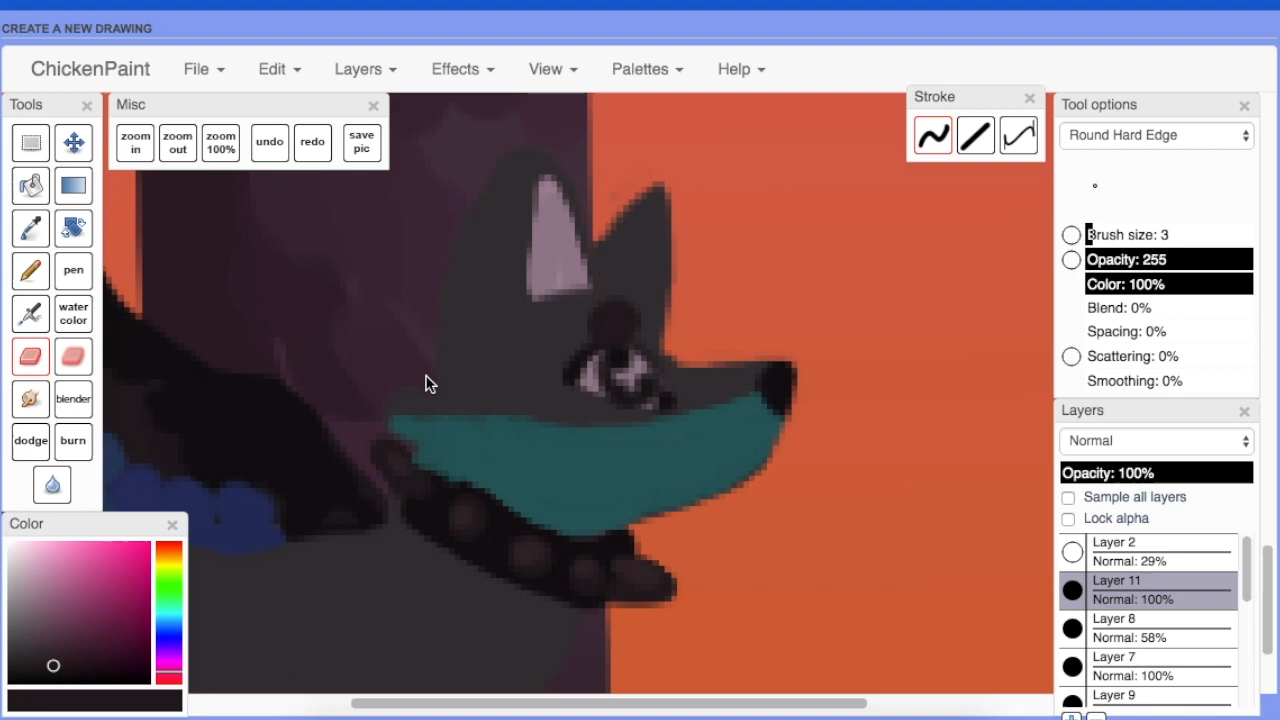 CREATE A NEW DRAWING
ChickenPaint File Edit Layers Effects View Palettes Help
Tools
Misc
zoom in
zoom out
zoom 100%
undo
redo
save pic
Stroke
pen
water color
blender
dodge
burn
Color
Tool options
Round Hard Edge
Brush size: 3
Opacity: 255
Color: 100%
Blend: 0%
Spacing: 0%
Scattering: 0%
Smoothing: 0%
Layers
Normal
Opacity: 100%
Sample all layers
Lock alpha
Layer 2
Normal: 29%
Layer 11
Normal: 100%
Layer 8
Normal: 58%
Layer 7
Normal: 100%
Layer 9